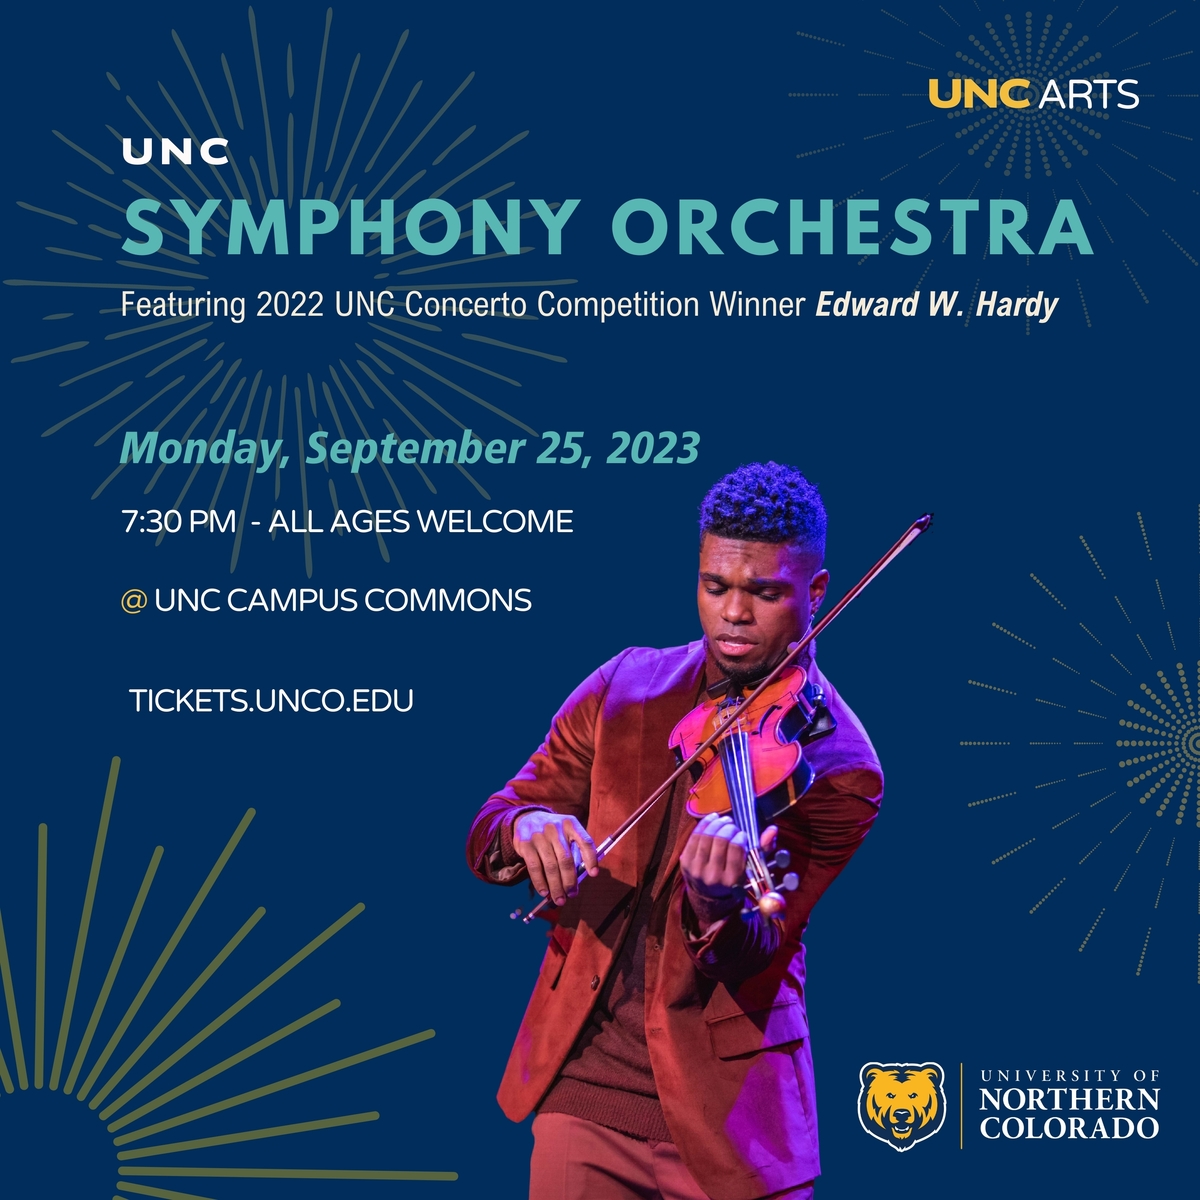 UNC ARTS
UNC
SYMPHONY ORCHESTRA
Featuring 2022 UNC Concerto Competition Winner Edward W. Hardy
Monday, September 25, 2023
7:30 PM - ALL AGES WELCOME
@ UNC CAMPUS COMMONS
TICKETS.UNCO.EDU
UNIVERSITY OF
NORTHERN
COLORADO